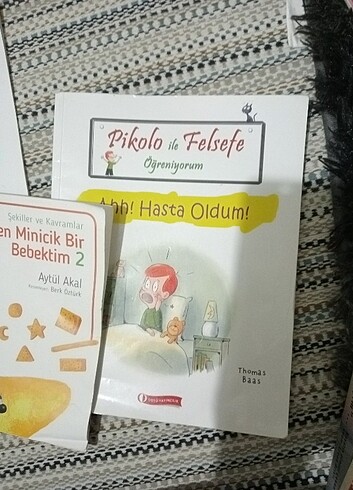 Pikolo ile Felsefe
Öğreniyorum
Ahh! Hasta Oldum!
Thomas
Baas
Şekiller ve Kavramlar
en Minicik Bir
Bebektim 2
Aytül Akal
Resimleyen: Berk Öztürk